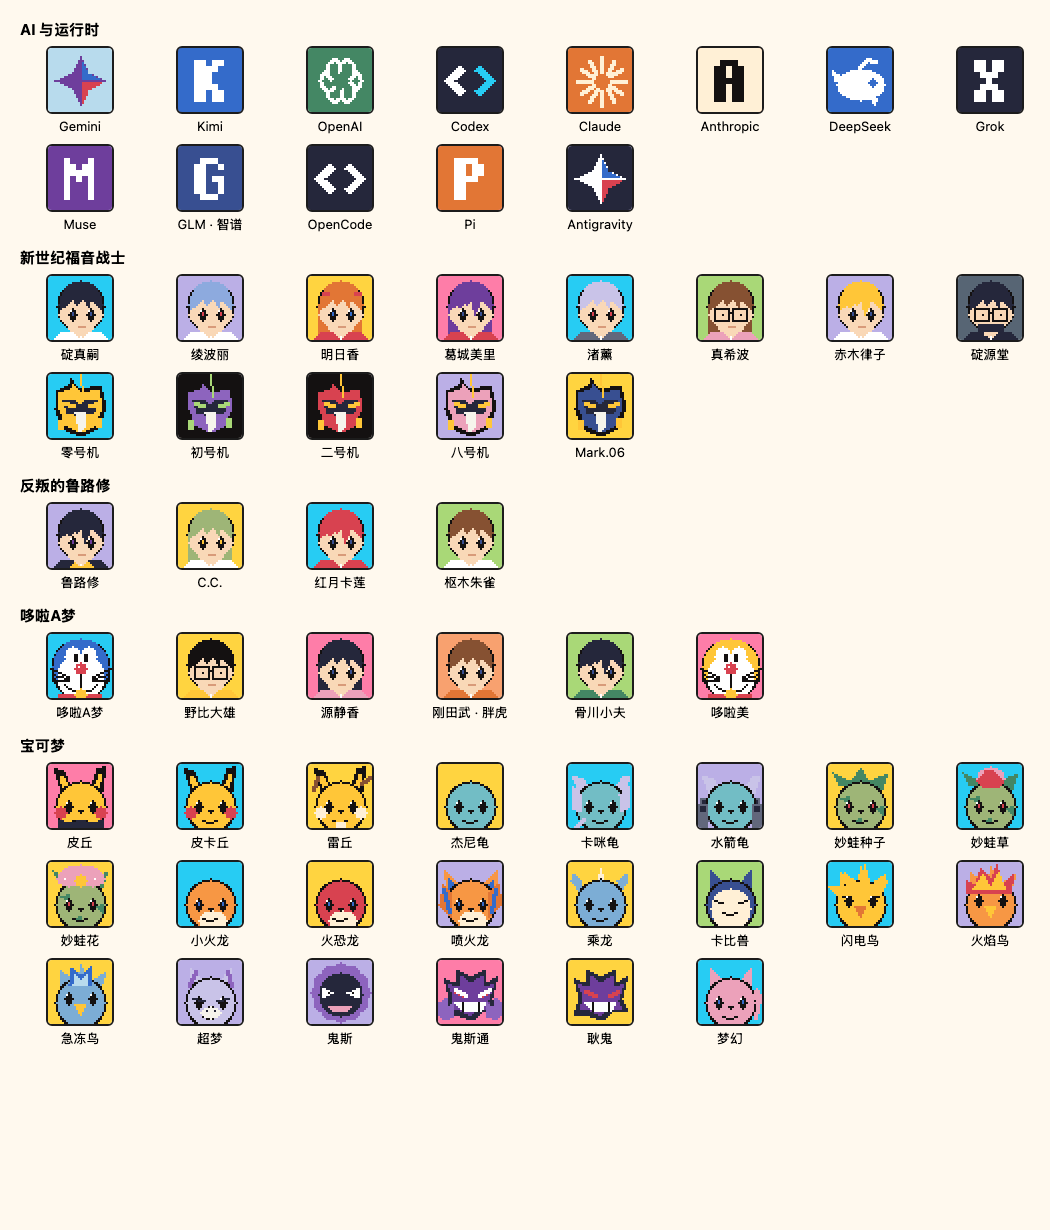 AI 与运行时
Gemini Kimi OpenAI Codex Claude Anthropic DeepSeek Grok
Muse GLM · 智谱 OpenCode Pi Antigravity
新世纪福音战士
碇真嗣 绫波丽 明日香 葛城美里 渚薰 真希波 赤木律子 碇源堂
零号机 初号机 二号机 八号机 Mark.06
反叛的鲁路修
鲁路修 C.C. 红月卡莲 枢木朱雀
哆啦A梦
哆啦A梦 野比大雄 源静香 刚田武 · 胖虎 骨川小夫 哆啦美
宝可梦
皮丘 皮卡丘 雷丘 杰尼龟 卡咪龟 水箭龟 妙蛙种子 妙蛙草
妙蛙花 小火龙 火恐龙 喷火龙 乘龙 卡比兽 闪电鸟 火焰鸟
急冻鸟 超梦 鬼斯 鬼斯通 耿鬼 梦幻